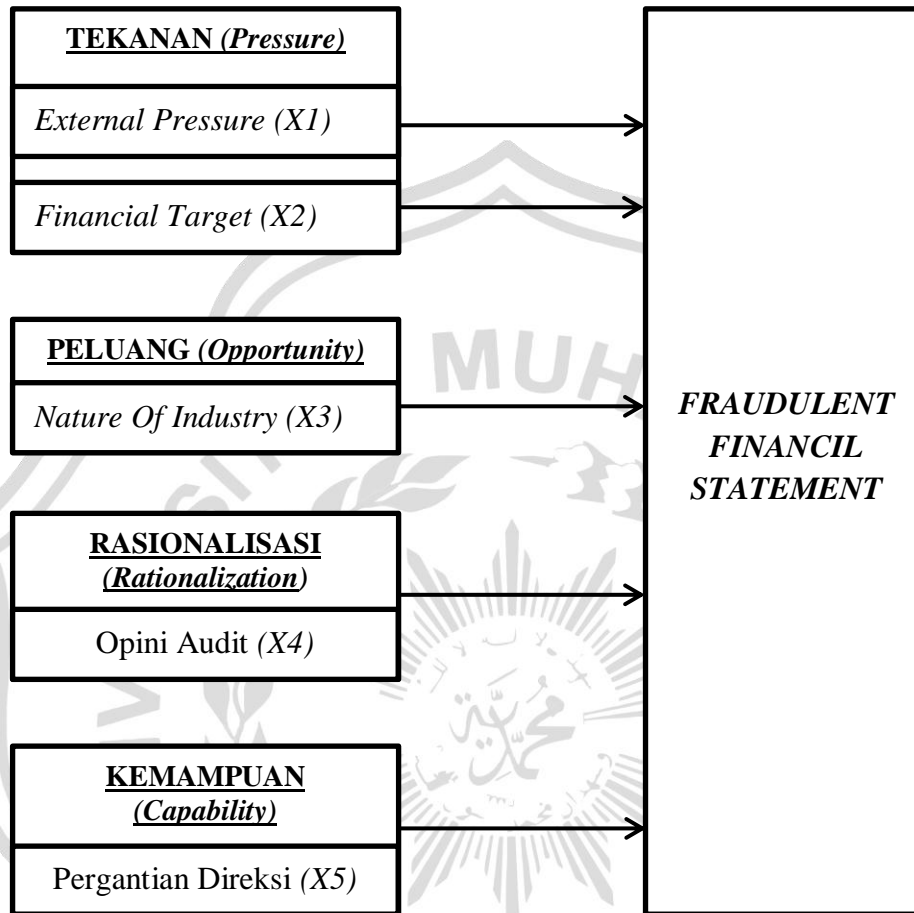 TEKANAN (Pressure)
External Pressure (X1)
Financial Target (X2)
PELUANG (Opportunity)
Nature Of Industry (X3)
RASIONALISASI
(Rationalization)
Opini Audit (X4)
KEMAMPUAN
(Capability)
Pergantian Direksi (X5)
FRAUDULENT
FINANCIL
STATEMENT
MUH